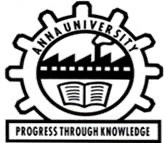 ANNA UNIVERSITY
PROGRESS THROUGH KNOWLEDGE